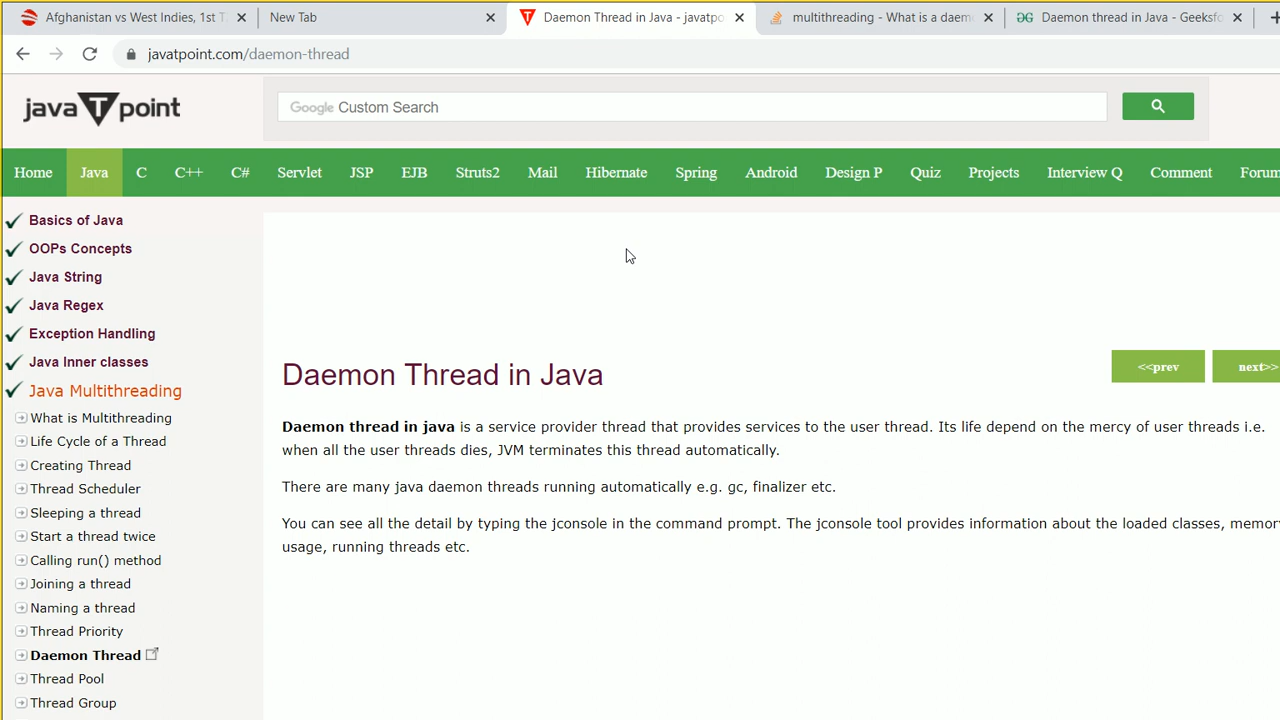 Afghanistan vs West Indies, 1st T
New Tab
Daemon Thread in Java - javatpo
multithreading - What is a daem
Daemon thread in Java - Geeksfo
javatpoint.com/daemon-thread
javaTpoint
Google Custom Search
Home Java C C++ C# Servlet JSP EJB Struts2 Mail Hibernate Spring Android Design P Quiz Projects Interview Q Comment Forum
Basics of Java
OOPs Concepts
Java String
Java Regex
Exception Handling
Java Inner classes
Java Multithreading
What is Multithreading
Life Cycle of a Thread
Creating Thread
Thread Scheduler
Sleeping a thread
Start a thread twice
Calling run() method
Joining a thread
Naming a thread
Thread Priority
Daemon Thread
Thread Pool
Thread Group
Daemon Thread in Java
<<prev
next>>
Daemon thread in java is a service provider thread that provides services to the user thread. Its life depend on the mercy of user threads i.e.
when all the user threads dies, JVM terminates this thread automatically.
There are many java daemon threads running automatically e.g. gc, finalizer etc.
You can see all the detail by typing the jconsole in the command prompt. The jconsole tool provides information about the loaded classes, memory
usage, running threads etc.